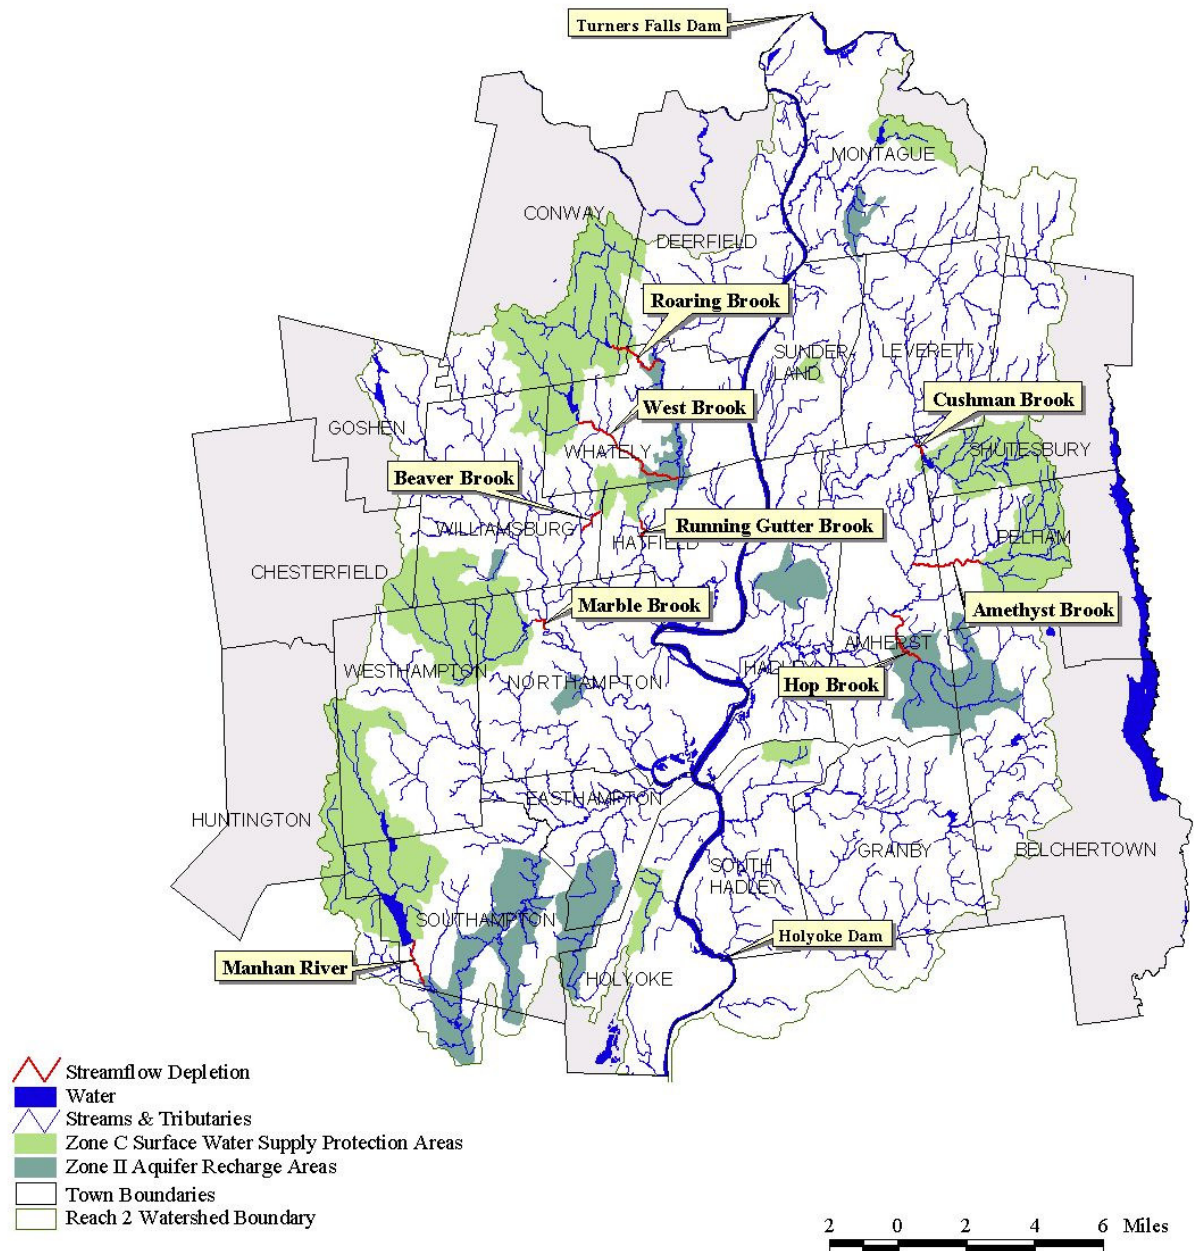 Turners Falls Dam
MONTAGUE
CONWAY
DEERFIELD
Roaring Brook
SUNDER-
LAND
LEVERETT
Cushman Brook
West Brook
GOSHEN
WHATELY
SHUTESBURY
Beaver Brook
WILLIAMSBURG
Running Gutter Brook
HATFIELD
PELHAM
CHESTERFIELD
Marble Brook
Amethyst Brook
AMHERST
WESTHAMPTON
NORTHAMPTON
HADLEY
Hop Brook
EASTHAMPTON
HUNTINGTON
GRANBY
BELCHERTOWN
SOUTH
HADLEY
SOUTHAMPTON
Holyoke Dam
Manhan River
HOLYOKE
Streamflow Depletion
Water
Streams & Tributaries
Zone C Surface Water Supply Protection Areas
Zone II Aquifer Recharge Areas
Town Boundaries
Reach 2 Watershed Boundary
2 0 2 4 6 Miles